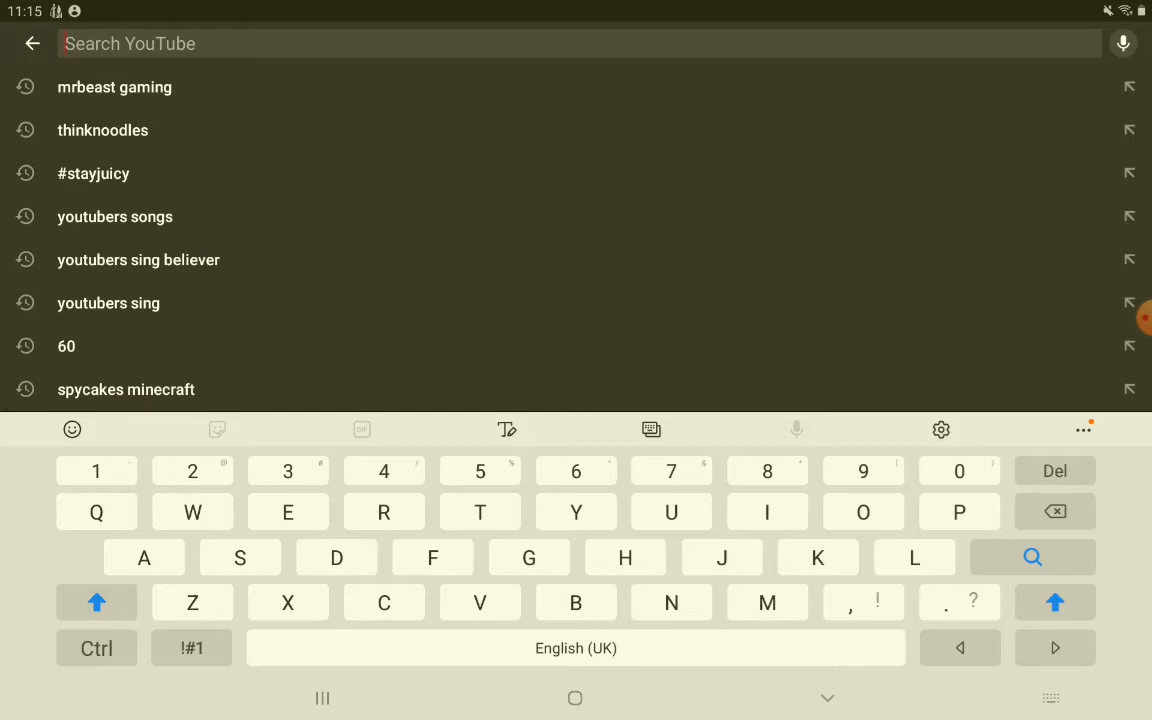 11:15
Search YouTube
mrbeast gaming
thinknoodles
#stayjuicy
youtubers songs
youtubers sing believer
youtubers sing
60
spycakes minecraft
GIF
1 2 @ 3 # 4 / 5 % 6 ^ 7 & 8 * 9 ( 0 ) Del
Q W E R T Y U I O P
A S D F G H J K L
Z X C V B N M , ! . ?
Ctrl !#1 English (UK)